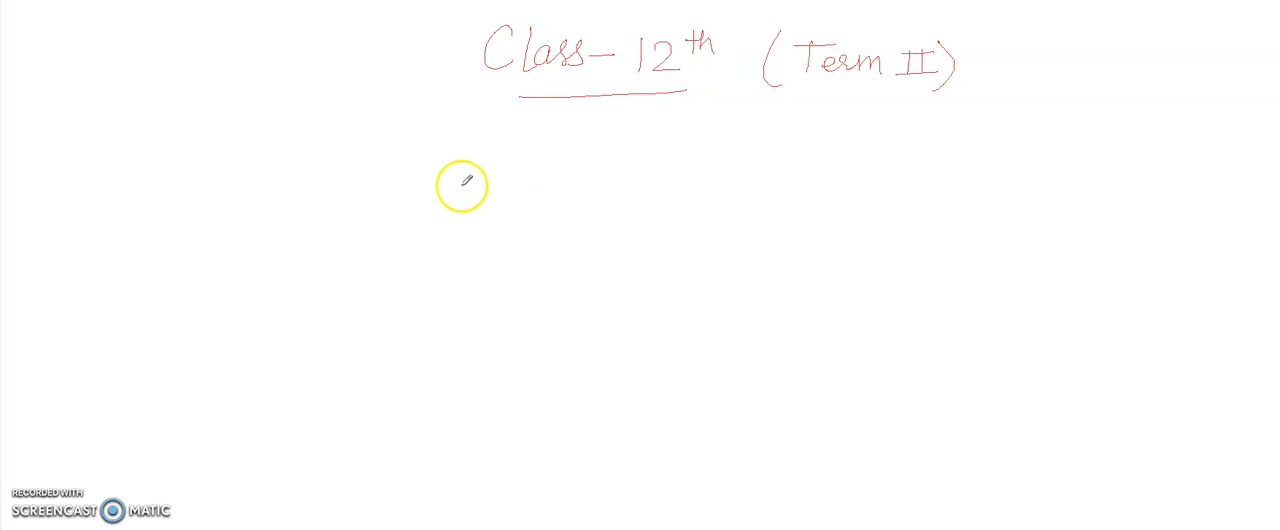 Class - 12th (Term II)
RECORDED WITH
SCREENCAST MATIC